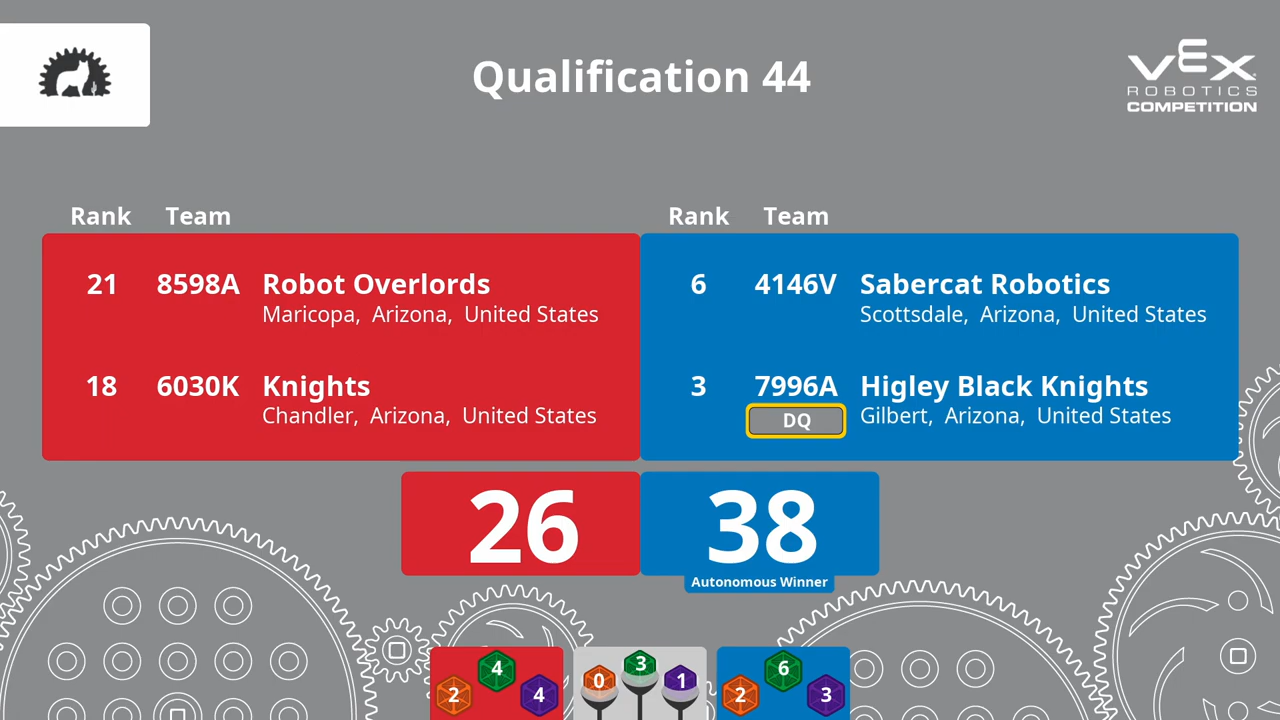 Qualification 44
VEX
ROBOTICS
COMPETITION
Rank Team
Rank Team
21 8598A Robot Overlords
Maricopa, Arizona, United States
18 6030K Knights
Chandler, Arizona, United States
6 4146V Sabercat Robotics
Scottsdale, Arizona, United States
3 7996A Higley Black Knights
DQ Gilbert, Arizona, United States
26
38
Autonomous Winner
2 4 4
0 3 1
2 6 3